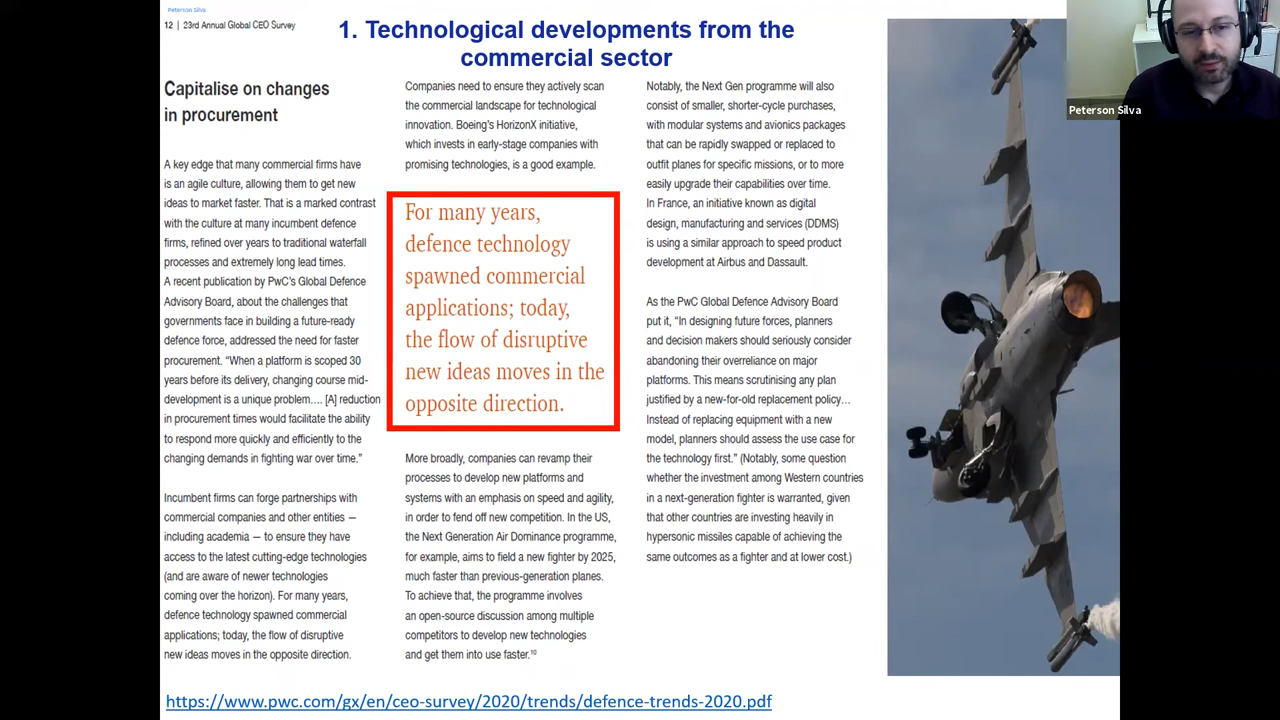 Peterson Silva
12 | 23rd Annual Global CEO Survey
1. Technological developments from the
commercial sector
Peterson Silva
Capitalise on changes
in procurement
A key edge that many commercial firms have
is an agile culture, allowing them to get new
ideas to market faster. That is a marked contrast
with the culture at many incumbent defence
firms, refined over years to traditional waterfall
processes and extremely long lead times.
A recent publication by PwC's Global Defence
Advisory Board, about the challenges that
governments face in building a future-ready
defence force, addressed the need for faster
procurement. “When a platform is scoped 30
years before its delivery, changing course mid-
development is a unique problem…. [A] reduction
in procurement times would facilitate the ability
to respond more quickly and efficiently to the
changing demands in fighting war over time.”
Incumbent firms can forge partnerships with
commercial companies and other entities —
including academia — to ensure they have
access to the latest cutting-edge technologies
(and are aware of newer technologies
coming over the horizon). For many years,
defence technology spawned commercial
applications; today, the flow of disruptive
new ideas moves in the opposite direction.
Companies need to ensure they actively scan
the commercial landscape for technological
innovation. Boeing's HorizonX initiative,
which invests in early-stage companies with
promising technologies, is a good example.
For many years,
defence technology
spawned commercial
applications; today,
the flow of disruptive
new ideas moves in the
opposite direction.
More broadly, companies can revamp their
processes to develop new platforms and
systems with an emphasis on speed and agility,
in order to fend off new competition. In the US,
the Next Generation Air Dominance programme,
for example, aims to field a new fighter by 2025,
much faster than previous-generation planes.
To achieve that, the programme involves
an open-source discussion among multiple
competitors to develop new technologies
and get them into use faster.¹⁰
Notably, the Next Gen programme will also
consist of smaller, shorter-cycle purchases,
with modular systems and avionics packages
that can be rapidly swapped or replaced to
outfit planes for specific missions, or to more
easily upgrade their capabilities over time.
In France, an initiative known as digital
design, manufacturing and services (DDMS)
is using a similar approach to speed product
development at Airbus and Dassault.
As the PwC Global Defence Advisory Board
put it, “In designing future forces, planners
and decision makers should seriously consider
abandoning their overreliance on major
platforms. This means scrutinising any plan
justified by a new-for-old replacement policy…
Instead of replacing equipment with a new
model, planners should assess the use case for
the technology first.” (Notably, some question
whether the investment among Western countries
in a next-generation fighter is warranted, given
that other countries are investing heavily in
hypersonic missiles capable of achieving the
same outcomes as a fighter and at lower cost.)
https://www.pwc.com/gx/en/ceo-survey/2020/trends/defence-trends-2020.pdf